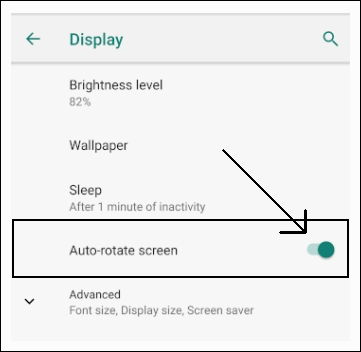 Display
Brightness level
82%
Wallpaper
Sleep
After 1 minute of inactivity
Auto-rotate screen
Advanced
Font size, Display size, Screen saver